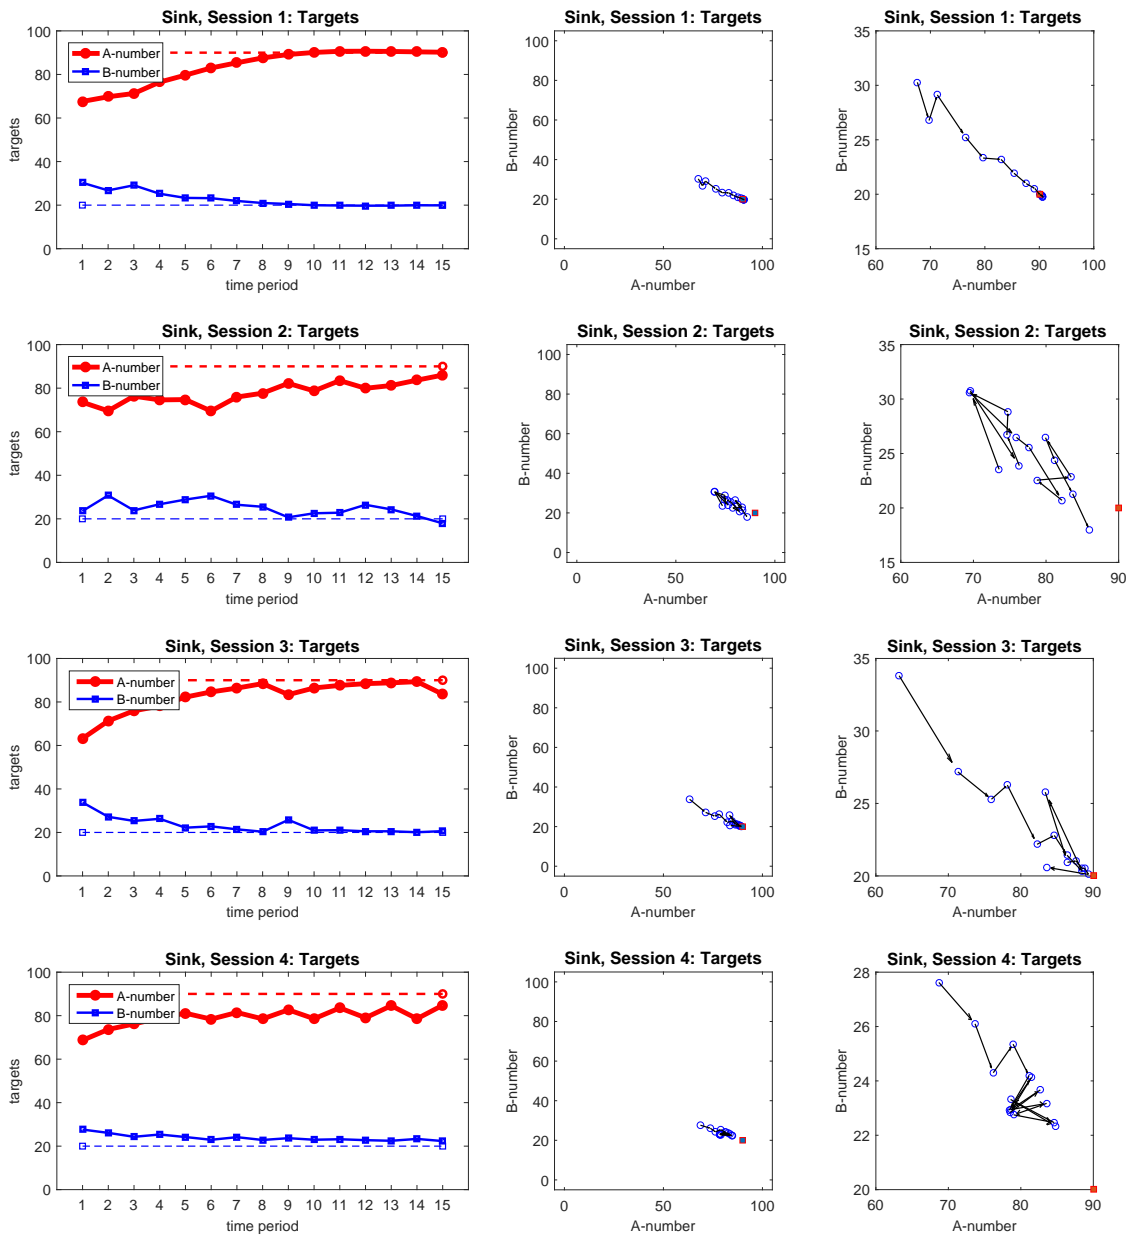 Sink, Session 1: Targets
100
80
60
40
20
0
targets
A-number
B-number
1 2 3 4 5 6 7 8 9 10 11 12 13 14 15
time period
Sink, Session 1: Targets
100
80
60
40
20
0
B-number
0 50 100
A-number
Sink, Session 1: Targets
35
30
25
20
15
B-number
60 70 80 90 100
A-number
Sink, Session 2: Targets
100
80
60
40
20
0
targets
A-number
B-number
1 2 3 4 5 6 7 8 9 10 11 12 13 14 15
time period
Sink, Session 2: Targets
100
80
60
40
20
0
B-number
0 50 100
A-number
Sink, Session 2: Targets
35
30
25
20
15
B-number
60 70 80 90
A-number
Sink, Session 3: Targets
100
80
60
40
20
0
targets
A-number
B-number
1 2 3 4 5 6 7 8 9 10 11 12 13 14 15
time period
Sink, Session 3: Targets
100
80
60
40
20
0
B-number
0 50 100
A-number
Sink, Session 3: Targets
35
30
25
20
B-number
60 70 80 90
A-number
Sink, Session 4: Targets
100
80
60
40
20
0
targets
A-number
B-number
1 2 3 4 5 6 7 8 9 10 11 12 13 14 15
time period
Sink, Session 4: Targets
100
80
60
40
20
0
B-number
0 50 100
A-number
Sink, Session 4: Targets
28
26
24
22
20
B-number
60 70 80 90
A-number